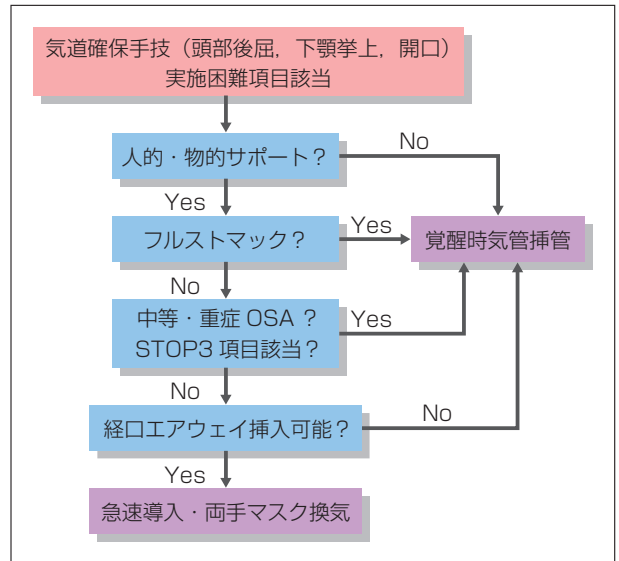 気道確保手技（頭部後屈，下顎挙上，開口）
実施困難項目該当
人的・物的サポート？
No
Yes
フルストマック？
Yes
覚醒時気管挿管
No
中等・重症 OSA ？
STOP3 項目該当？
Yes
No
経口エアウェイ挿入可能？
No
Yes
急速導入・両手マスク換気